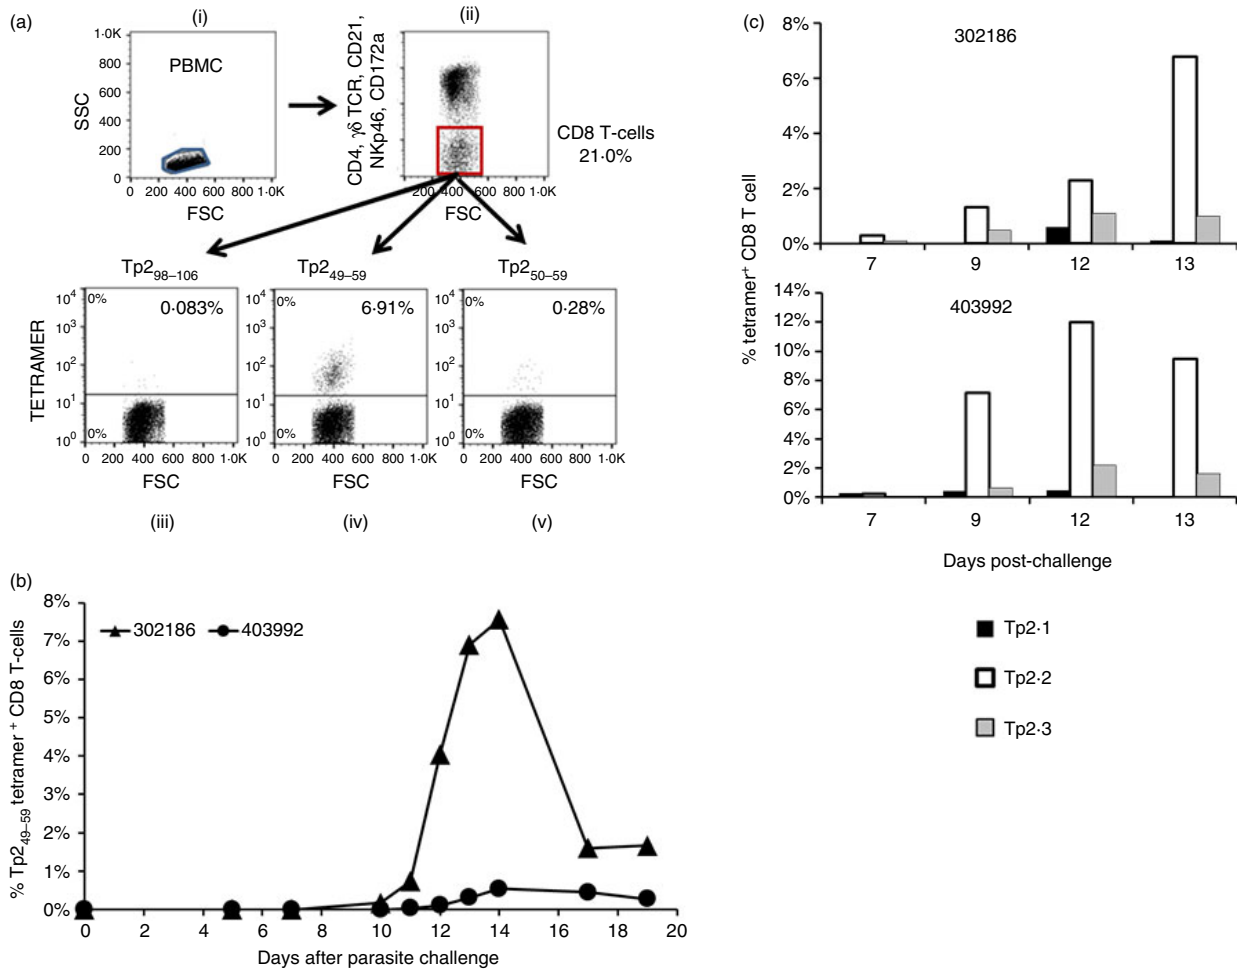 (a)
(i)
(ii)
1·0K
800
600
400
200
0
SSC
PBMC
0 200 400 600 800 1·0K
FSC
CD4, γδ TCR, CD21,
NKp46, CD172a
200 400 600 800 1·0K
FSC
CD8 T-cells
21·0%
Tp2₉₈₋₁₀₆
Tp2₄₉₋₅₉
Tp2₅₀₋₅₉
TETRAMER
10⁴
10³
10²
10¹
10⁰
0%
0·083%
0%
0 200 400 600 800 1·0K
FSC
(iii)
10⁴
10³
10²
10¹
10⁰
0%
6·91%
0%
0 200 400 600 800 1·0K
FSC
(iv)
10⁴
10³
10²
10¹
10⁰
0%
0·28%
0%
0 200 400 600 800 1·0K
FSC
(v)
(b)
% Tp2₄₉₋₅₉ tetramer ⁺ CD8 T-cells
8%
7%
6%
5%
4%
3%
2%
1%
0%
302186 403992
0 2 4 6 8 10 12 14 16 18 20
Days after parasite challenge
(c)
% tetramer⁺ CD8 T cell
8%
6%
4%
2%
0%
302186
7 9 12 13
14%
12%
10%
8%
6%
4%
2%
0%
403992
7 9 12 13
Days post-challenge
Tp2·1
Tp2·2
Tp2·3